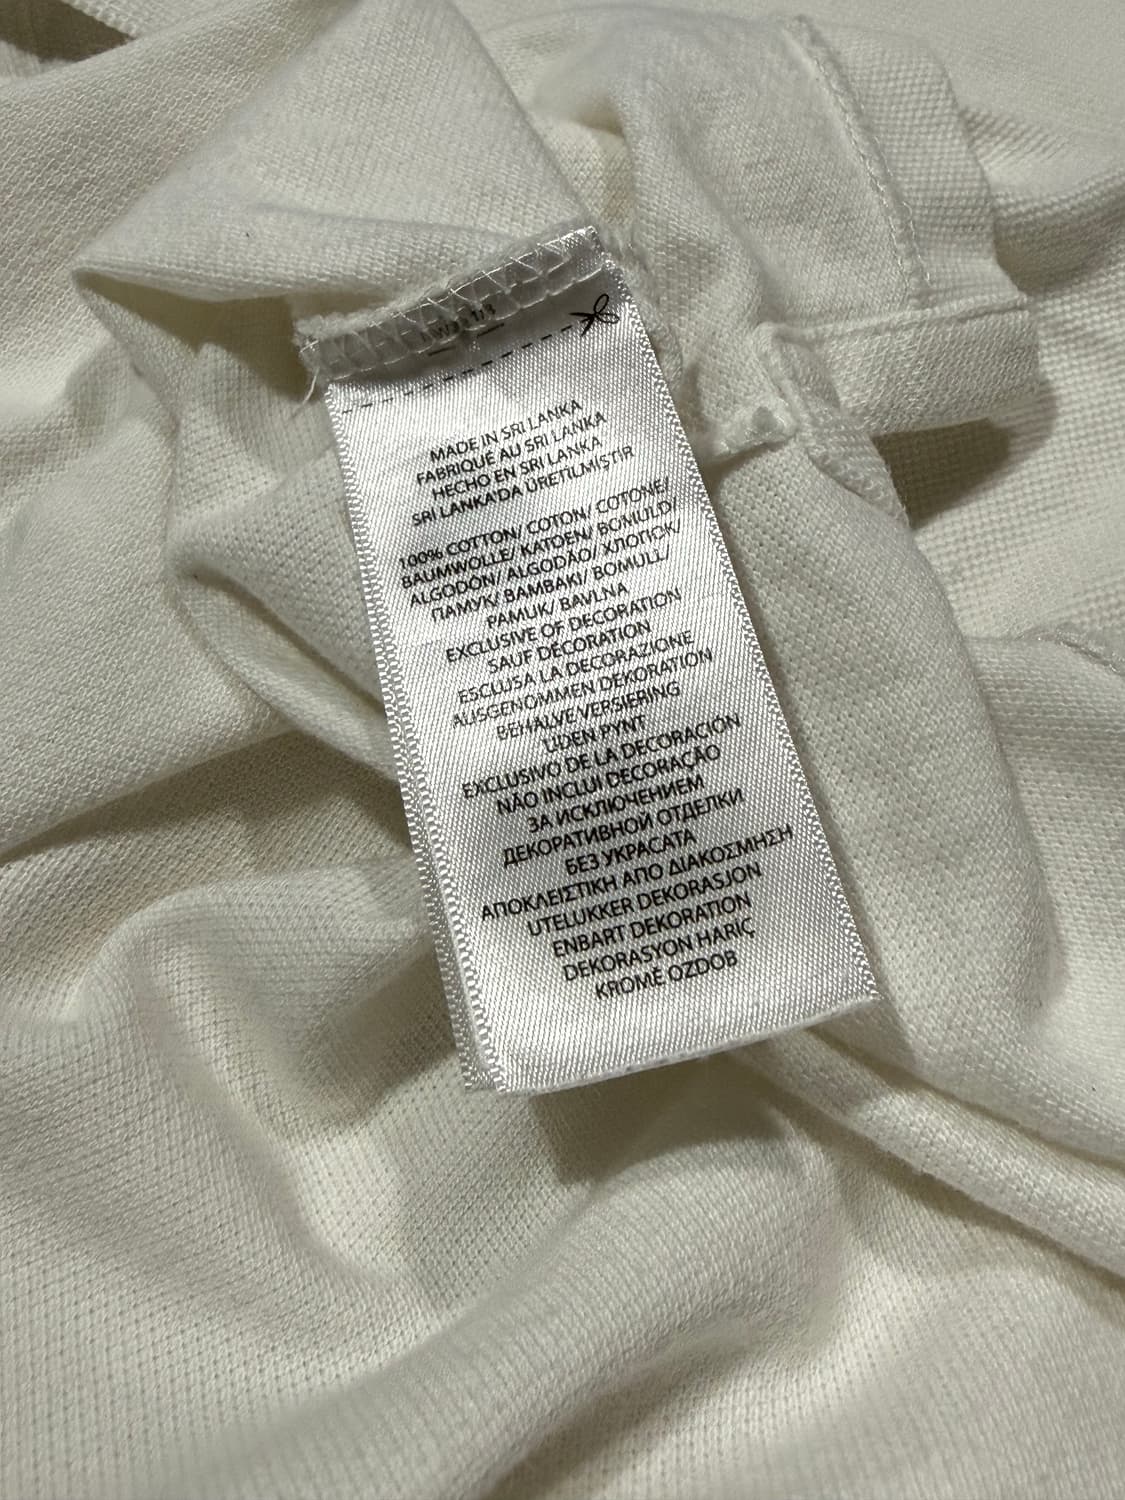 MADE IN SRI LANKA
FABRIQUÉ AU SRI LANKA
HECHO EN SRI LANKA
SRI LANKA'DA ÜRETILMIŞTIR
100% COTTON/ COTON/ COTONE/
BAUMWOLLE/ KATOEN/ BOMULD/
ALGODÓN/ ALGODÃO/ ХЛОПОК/
ПАМУК/ BAMBAKI/ BOMULL/
PAMUK/ BAVLNA
EXCLUSIVE OF DECORATION
SAUF DÉCORATION
ESCLUSA LA DECORAZIONE
AUSGENOMMEN DEKORATION
BEHALVE VERSIERING
UDEN PYNT
EXCLUSIVO DE LA DECORACIÓN
NÃO INCLUI DECORAÇÃO
ЗА ИСКЛЮЧЕНИЕМ
ДЕКОРАТИВНОЙ ОТДЕЛКИ
БЕЗ УКРАСАТА
ΑΠΟΚΛΕΙΣΤΙΚΗ ΑΠΟ ΔΙΑΚΟΣΜΗΣΗ
UTELUKKER DEKORASJON
ENBART DEKORATION
DEKORASYON HARIÇ
KROMĚ OZDOB